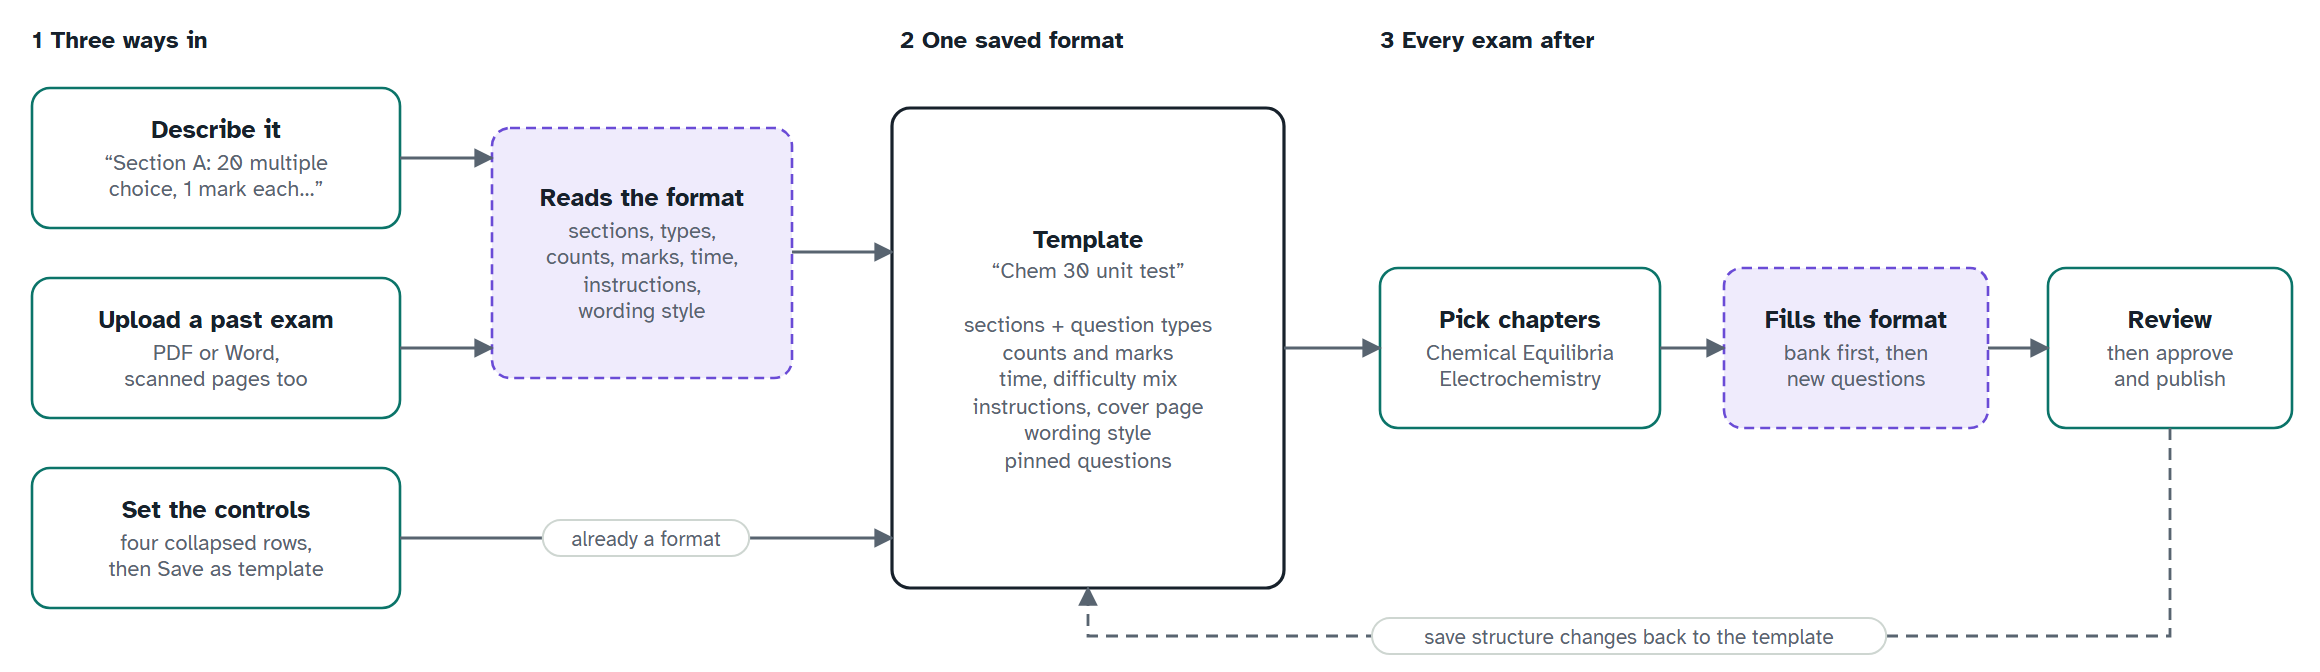 1 Three ways in
Describe it
“Section A: 20 multiple
choice, 1 mark each...”
Upload a past exam
PDF or Word,
scanned pages too
Set the controls
four collapsed rows,
then Save as template
Reads the format
sections, types,
counts, marks, time,
instructions,
wording style
already a format
2 One saved format
Template
“Chem 30 unit test”
sections + question types
counts and marks
time, difficulty mix
instructions, cover page
wording style
pinned questions
3 Every exam after
Pick chapters
Chemical Equilibria
Electrochemistry
Fills the format
bank first, then
new questions
Review
then approve
and publish
save structure changes back to the template